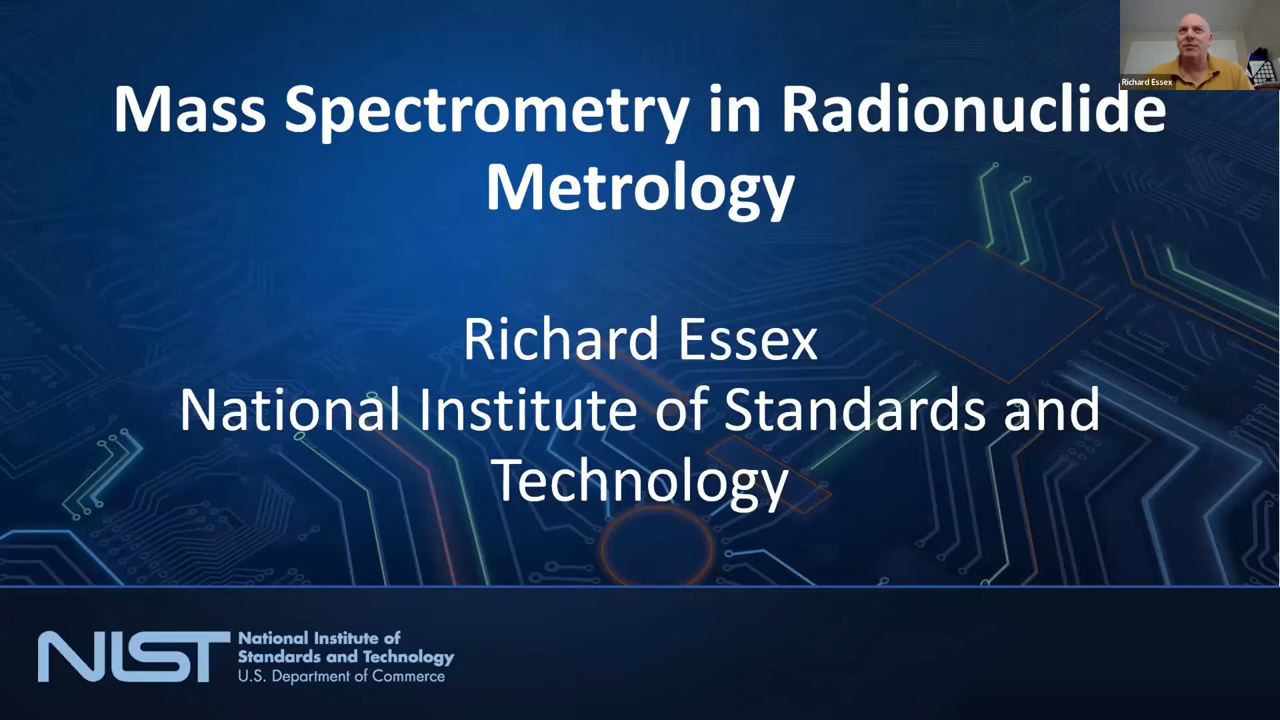 Richard Essex
Mass Spectrometry in Radionuclide
Metrology
Richard Essex
National Institute of Standards and
Technology
NIST
National Institute of
Standards and Technology
U.S. Department of Commerce